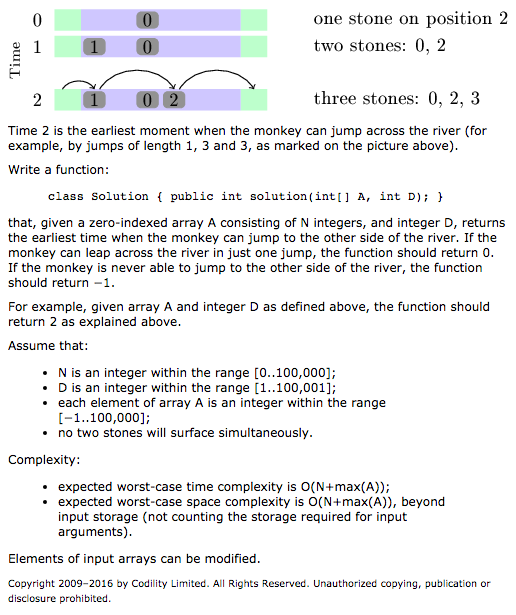 0 0 one stone on position 2
Time
1 1 0 two stones: 0, 2
2 1 0 2 three stones: 0, 2, 3
Time 2 is the earliest moment when the monkey can jump across the river (for
example, by jumps of length 1, 3 and 3, as marked on the picture above).
Write a function:
class Solution { public int solution(int[] A, int D); }
that, given a zero-indexed array A consisting of N integers, and integer D, returns
the earliest time when the monkey can jump to the other side of the river. If the
monkey can leap across the river in just one jump, the function should return 0.
If the monkey is never able to jump to the other side of the river, the function
should return −1.
For example, given array A and integer D as defined above, the function should
return 2 as explained above.
Assume that:
• N is an integer within the range [0..100,000];
• D is an integer within the range [1..100,001];
• each element of array A is an integer within the range
[−1..100,000];
• no two stones will surface simultaneously.
Complexity:
• expected worst-case time complexity is O(N+max(A));
• expected worst-case space complexity is O(N+max(A)), beyond
input storage (not counting the storage required for input
arguments).
Elements of input arrays can be modified.
Copyright 2009–2016 by Codility Limited. All Rights Reserved. Unauthorized copying, publication or
disclosure prohibited.